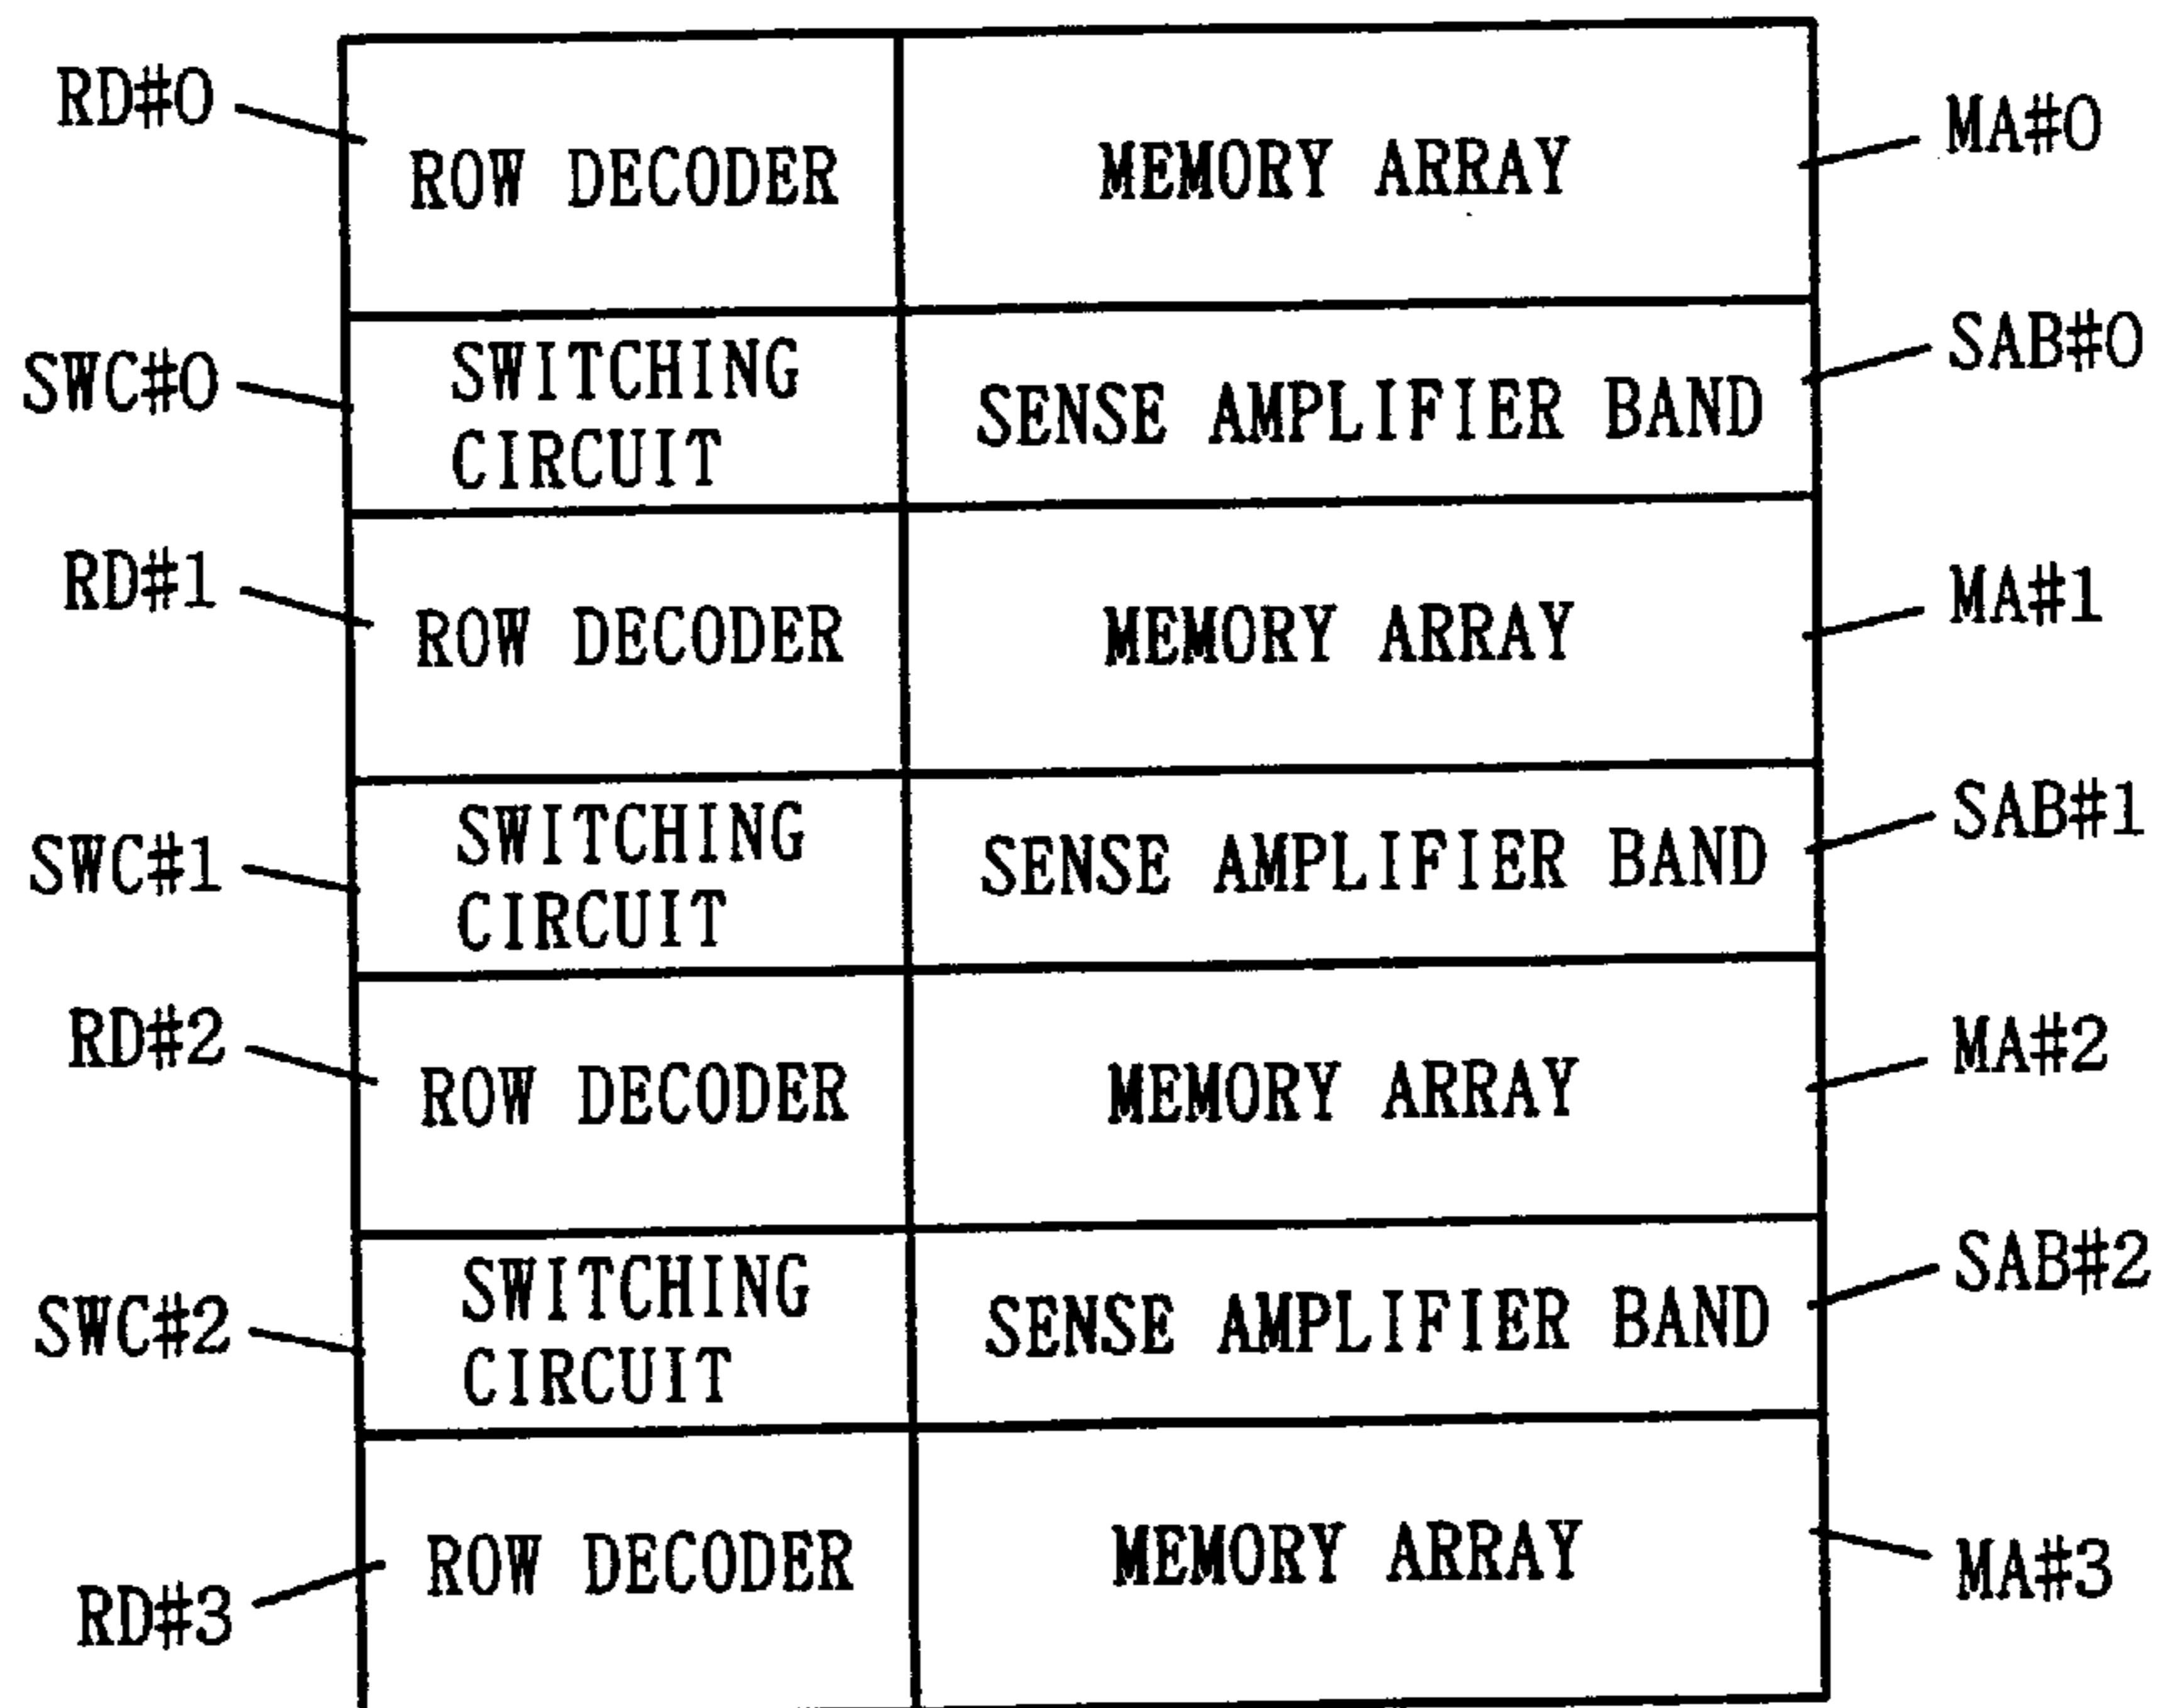 RD#0
ROW DECODER
MEMORY ARRAY
MA#0
SWC#0
SWITCHING
CIRCUIT
SENSE AMPLIFIER BAND
SAB#0
RD#1
ROW DECODER
MEMORY ARRAY
MA#1
SWC#1
SWITCHING
CIRCUIT
SENSE AMPLIFIER BAND
SAB#1
RD#2
ROW DECODER
MEMORY ARRAY
MA#2
SWC#2
SWITCHING
CIRCUIT
SENSE AMPLIFIER BAND
SAB#2
RD#3
ROW DECODER
MEMORY ARRAY
MA#3